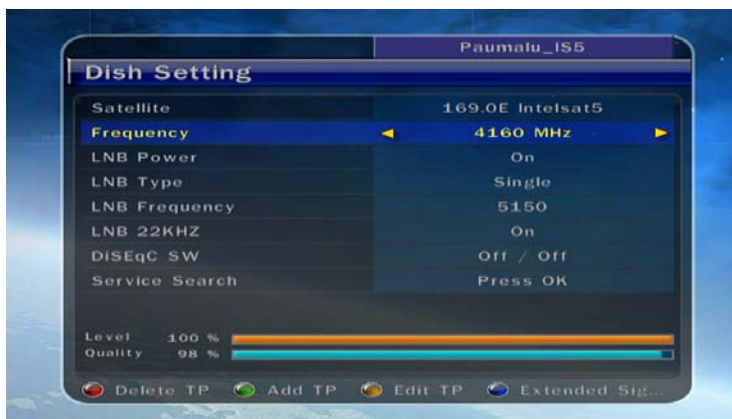 Paumalu_IS5
Dish Setting
Satellite 169.0E Intelsat5
Frequency 4160 MHz
LNB Power On
LNB Type Single
LNB Frequency 5150
LNB 22KHZ On
DiSEqC SW Off / Off
Service Search Press OK
Level 100 %
Quality 98 %
Delete TP Add TP Edit TP Extended Sig...